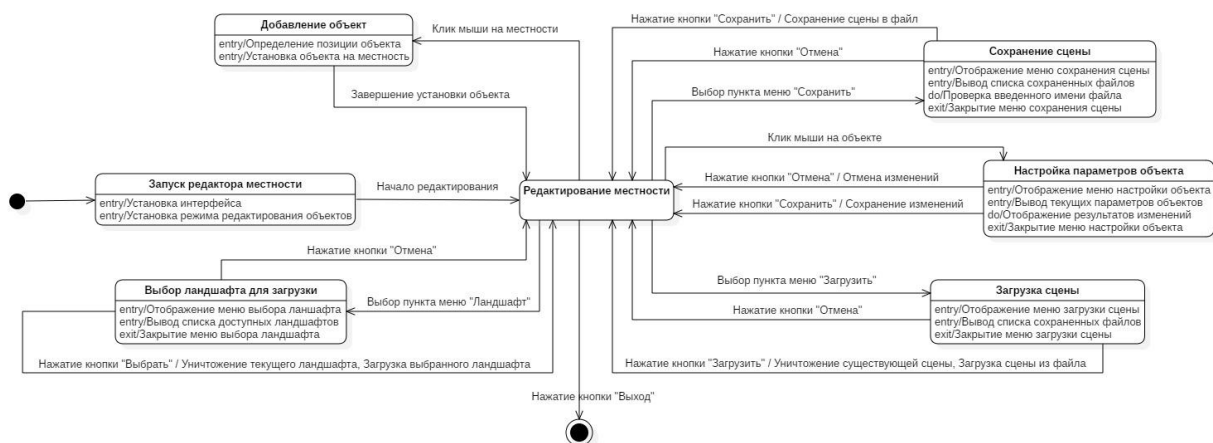 Добавление объект
entry/Определение позиции объекта
entry/Установка объекта на местность
Клик мыши на местности
Завершение установки объекта
Нажатие кнопки "Сохранить" / Сохранение сцены в файл
Нажатие кнопки "Отмена"
Выбор пункта меню "Сохранить"
Сохранение сцены
entry/Отображение меню сохранения сцены
entry/Вывод списка сохраненных файлов
do/Проверка введенного имени файла
exit/Закрытие меню сохранения сцены
Клик мыши на объекте
Нажатие кнопки "Отмена" / Отмена изменений
Нажатие кнопки "Сохранить" / Сохранение изменений
Настройка параметров объекта
entry/Отображение меню настройки объекта
entry/Вывод текущих параметров объектов
do/Отображение результатов изменений
exit/Закрытие меню настройки объекта
Запуск редактора местности
entry/Установка интерфейса
entry/Установка режима редактирования объектов
Начало редактирования
Редактирование местности
Нажатие кнопки "Отмена"
Выбор ландшафта для загрузки
entry/Отображение меню выбора ланшафта
entry/Вывод списка доступных ландшафтов
exit/Закрытие меню выбора ландшафта
Выбор пункта меню "Ландшафт"
Нажатие кнопки "Выбрать" / Уничтожение текущего ландшафта, Загрузка выбранного ландшафта
Выбор пункта меню "Загрузить"
Нажатие кнопки "Отмена"
Загрузка сцены
entry/Отображение меню загрузки сцены
entry/Вывод списка сохраненных файлов
exit/Закрытие меню загрузки сцены
Нажатие кнопки "Загрузить" / Уничтожение существующей сцены, Загрузка сцены из файла
Нажатие кнопки "Выход"